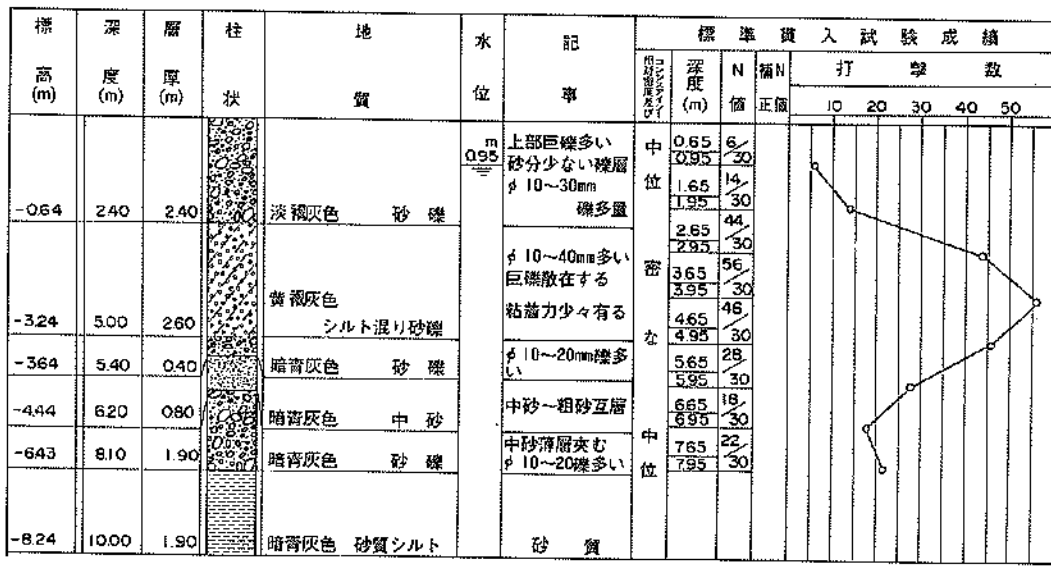 標高(m) 深度(m) 層厚(m) 柱状 地質 水位 記事 標準貫入試験成績
コンシステンシイ相対密度及び 深度(m) N値 補正N値 打撃数
10 20 30 40 50
-0.64 2.40 2.40 淡褐灰色 砂礫
m
0.95
上部巨礫多い
砂分少ない礫層
φ 10~30mm
礫多量
-3.24 5.00 2.60 黄褐灰色
シルト混り砂礫
φ 10~40mm多い
巨礫散在する
粘着力少々有る
-3.64 5.40 0.40 暗青灰色 砂礫
φ 10~20mm礫多
い
-4.44 6.20 0.80 暗青灰色 中砂
中砂~粗砂互層
-6.43 8.10 1.90 暗青灰色 砂礫
中砂薄層夾む
φ 10~20礫多い
-8.24 10.00 1.90 暗青灰色 砂質シルト
砂質
中位
密な
中位
0.65 0.95 6/30
1.65 1.95 14/30
2.65 2.95 44/30
3.65 3.95 56/30
4.65 4.95 46/30
5.65 5.95 28/30
6.65 6.95 18/30
7.65 7.95 22/30